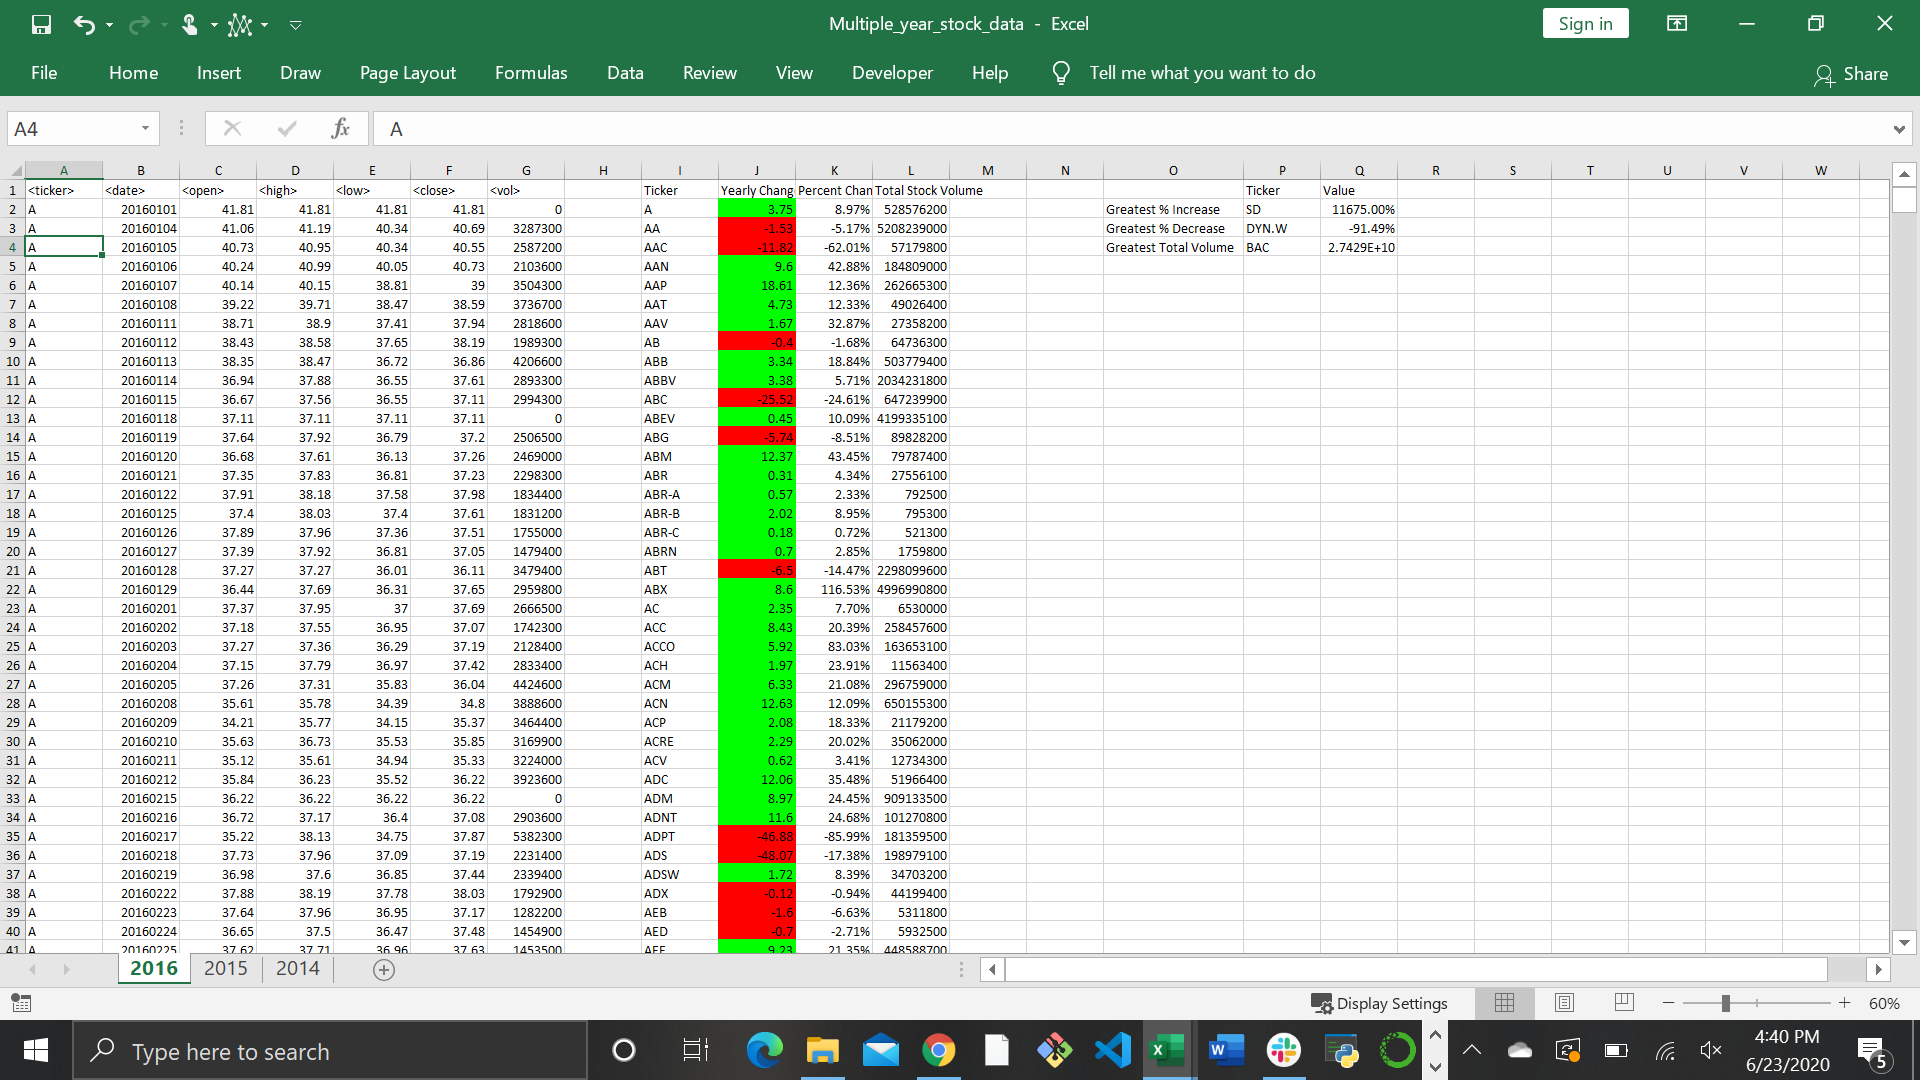 Multiple_year_stock_data - Excel
Sign in
File Home Insert Draw Page Layout Formulas Data Review View Developer Help Tell me what you want to do Share
A4 fx A
A B C D E F G H I J K L M N O P Q R S T U V W
1 <ticker> <date> <open> <high> <low> <close> <vol> Ticker Yearly Chang Percent Chan Total Stock Volume Ticker Value
2 A 20160101 41.81 41.81 41.81 41.81 0 A 3.75 8.97% 528576200 Greatest % Increase SD 11675.00%
3 A 20160104 41.06 41.19 40.34 40.69 3287300 AA -1.53 -5.17% 5208239000 Greatest % Decrease DYN.W -91.49%
4 A 20160105 40.73 40.95 40.34 40.55 2587200 AAC -11.82 -62.01% 57179800 Greatest Total Volume BAC 2.7429E+10
5 A 20160106 40.24 40.99 40.05 40.73 2103600 AAN 9.6 42.88% 184809000
6 A 20160107 40.14 40.15 38.81 39 3504300 AAP 18.61 12.36% 262665300
7 A 20160108 39.22 39.71 38.47 38.59 3736700 AAT 4.73 12.33% 49026400
8 A 20160111 38.71 38.9 37.41 37.94 2818600 AAV 1.67 32.87% 27358200
9 A 20160112 38.43 38.58 37.65 38.19 1989300 AB -0.4 -1.68% 64736300
10 A 20160113 38.35 38.47 36.72 36.86 4206600 ABB 3.34 18.84% 503779400
11 A 20160114 36.94 37.88 36.55 37.61 2893300 ABBV 3.38 5.71% 2034231800
12 A 20160115 36.67 37.56 36.55 37.11 2994300 ABC -25.52 -24.61% 647239900
13 A 20160118 37.11 37.11 37.11 37.11 0 ABEV 0.45 10.09% 4199335100
14 A 20160119 37.64 37.92 36.79 37.2 2506500 ABG -5.74 -8.51% 89828200
15 A 20160120 36.68 37.61 36.13 37.26 2469000 ABM 12.37 43.45% 79787400
16 A 20160121 37.35 37.83 36.81 37.23 2298300 ABR 0.31 4.34% 27556100
17 A 20160122 37.91 38.18 37.58 37.98 1834400 ABR-A 0.57 2.33% 792500
18 A 20160125 37.4 38.03 37.4 37.61 1831200 ABR-B 2.02 8.95% 795300
19 A 20160126 37.89 37.96 37.36 37.51 1755000 ABR-C 0.18 0.72% 521300
20 A 20160127 37.39 37.92 36.81 37.05 1479400 ABRN 0.7 2.85% 1759800
21 A 20160128 37.27 37.27 36.01 36.11 3479400 ABT -6.5 -14.47% 2298099600
22 A 20160129 36.44 37.69 36.31 37.65 2959800 ABX 8.6 116.53% 4996990800
23 A 20160201 37.37 37.95 37 37.69 2666500 AC 2.35 7.70% 6530000
24 A 20160202 37.18 37.55 36.95 37.07 1742300 ACC 8.43 20.39% 258457600
25 A 20160203 37.27 37.36 36.29 37.19 2128400 ACCO 5.92 83.03% 163653100
26 A 20160204 37.15 37.79 36.97 37.42 2833400 ACH 1.97 23.91% 11563400
27 A 20160205 37.26 37.31 35.83 36.04 4424600 ACM 6.33 21.08% 296759000
28 A 20160208 35.61 35.78 34.39 34.8 3888600 ACN 12.63 12.09% 650155300
29 A 20160209 34.21 35.77 34.15 35.37 3464400 ACP 2.08 18.33% 21179200
30 A 20160210 35.63 36.73 35.53 35.85 3169900 ACRE 2.29 20.02% 35062000
31 A 20160211 35.12 35.61 34.94 35.33 3224000 ACV 0.62 3.41% 12734300
32 A 20160212 35.84 36.23 35.52 36.22 3923600 ADC 12.06 35.48% 51966400
33 A 20160215 36.22 36.22 36.22 36.22 0 ADM 8.97 24.45% 909133500
34 A 20160216 36.72 37.17 36.4 37.08 2903600 ADNT 11.6 24.68% 101270800
35 A 20160217 35.22 38.13 34.75 37.87 5382300 ADPT -46.88 -85.99% 181359500
36 A 20160218 37.73 37.96 37.09 37.19 2231400 ADS -48.07 -17.38% 198979100
37 A 20160219 36.98 37.6 36.85 37.44 2339400 ADSW 1.72 8.39% 34703200
38 A 20160222 37.88 38.19 37.78 38.03 1792900 ADX -0.12 -0.94% 44199400
39 A 20160223 37.64 37.96 36.95 37.17 1282200 AEB -1.6 -6.63% 5311800
40 A 20160224 36.65 37.5 36.47 37.48 1454900 AED -0.7 -2.71% 5932500
41 A 20160225 37.62 37.71 36.96 37.63 1453500 AEE 9.23 21.35% 448588700
2016 2015 2014
Display Settings 60%
Type here to search
4:40 PM
6/23/2020
5